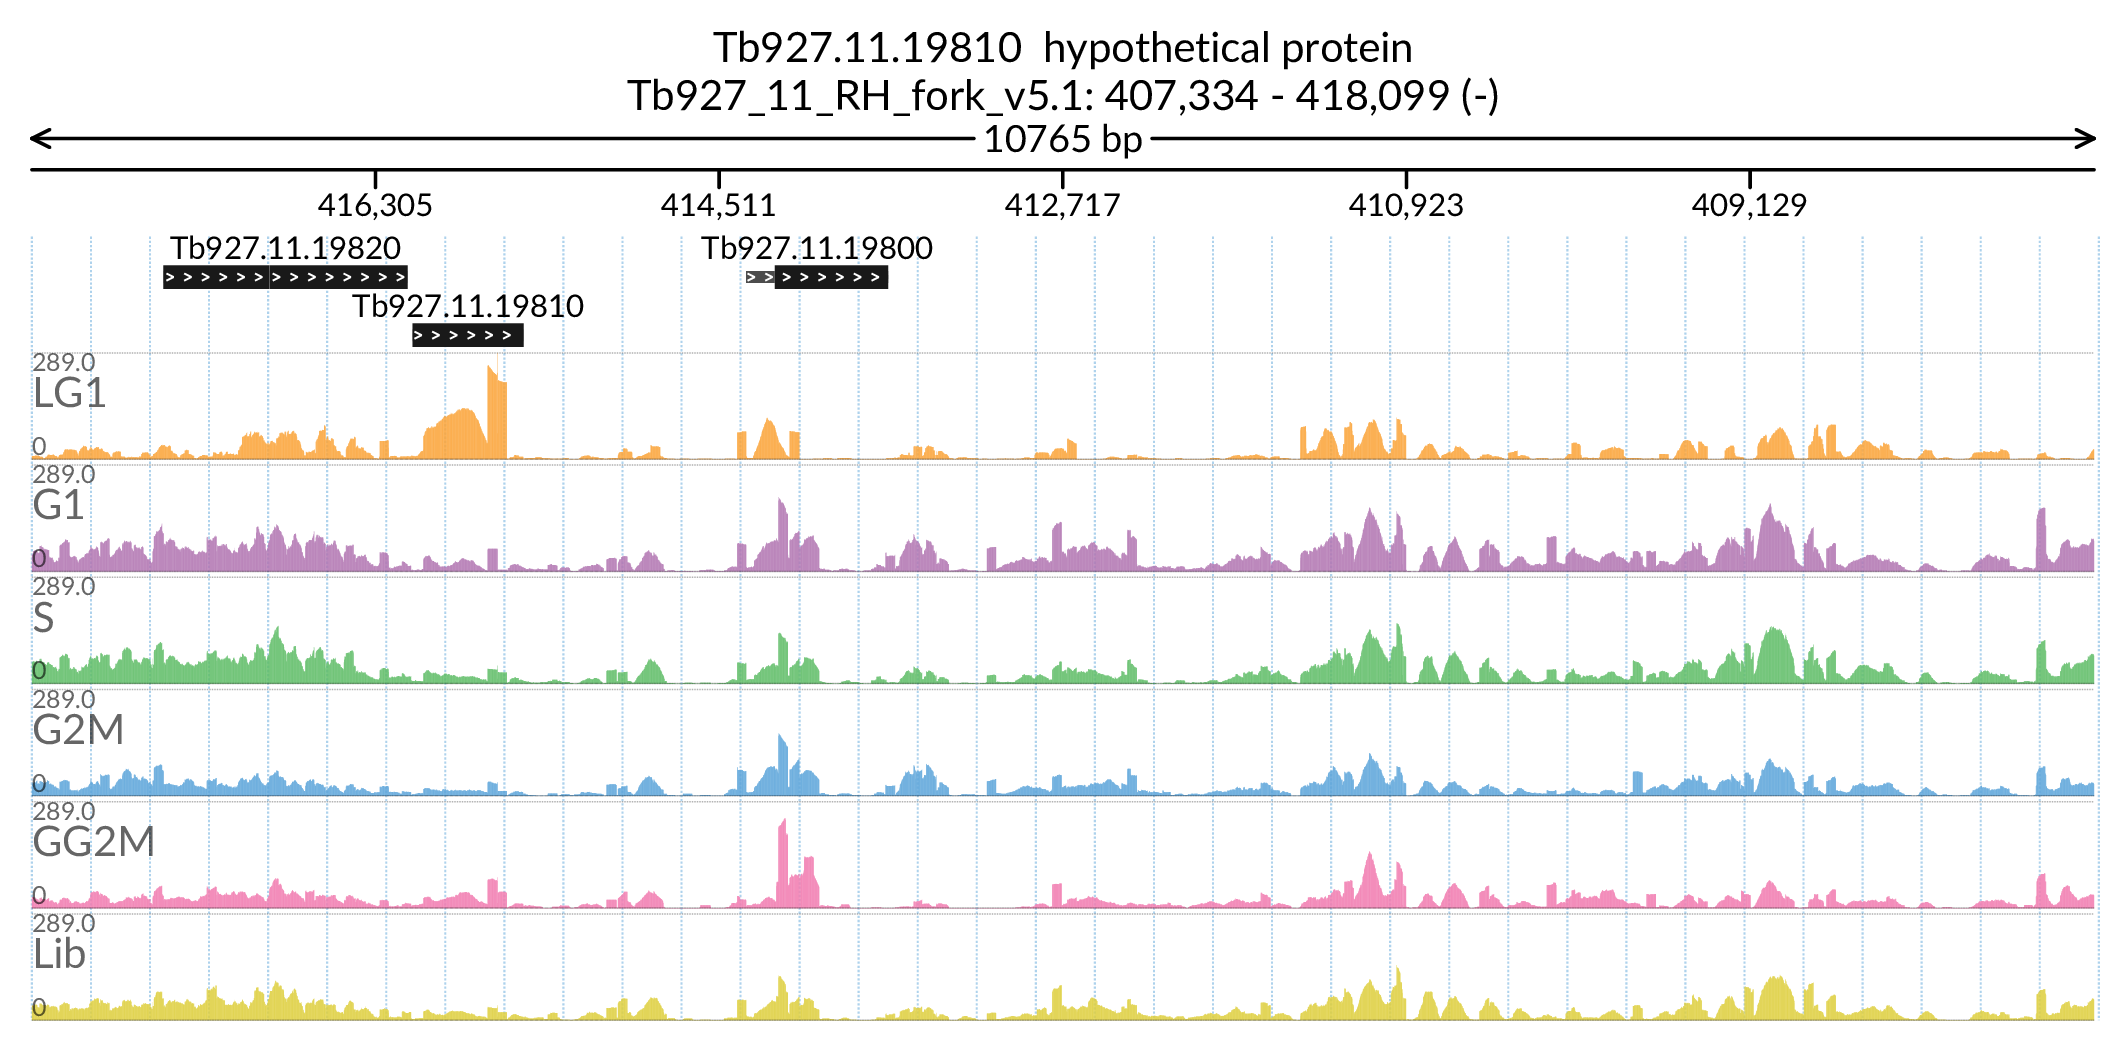 Tb927.11.19810  hypothetical protein
Tb927_11_RH_fork_v5.1: 407,334 - 418,099 (-)
10765 bp
416,305 414,511 412,717 410,923 409,129
Tb927.11.19820 Tb927.11.19800
Tb927.11.19810
289.0
LG1
0
289.0
G1
0
289.0
S
0
289.0
G2M
0
289.0
GG2M
0
289.0
Lib
0